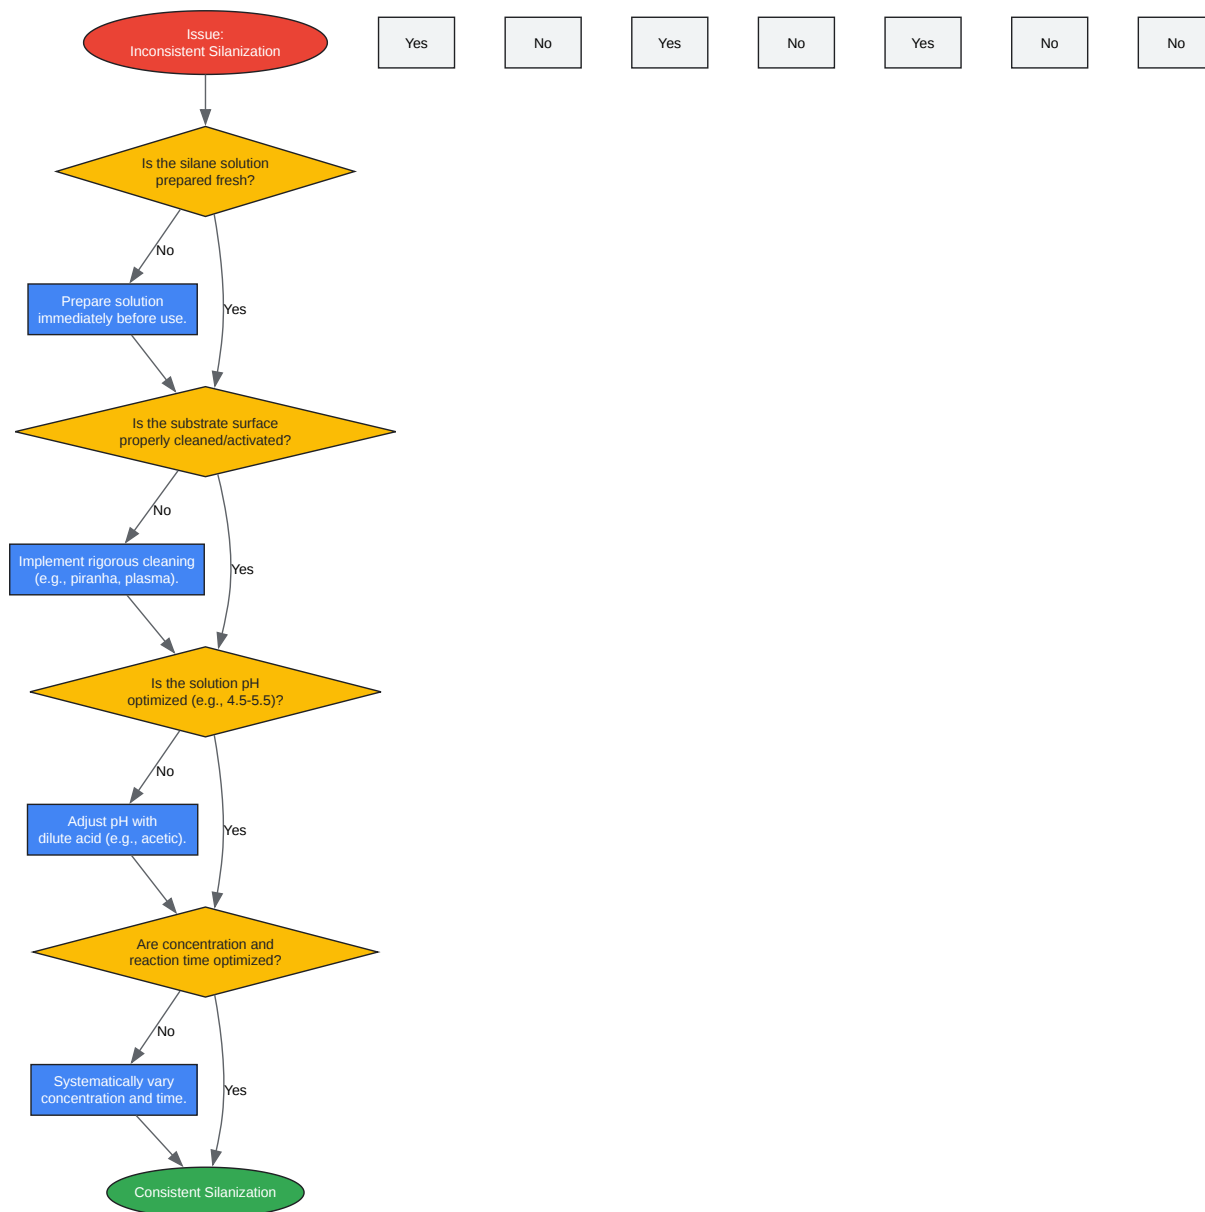 Issue:
Inconsistent Silanization
Yes
No
Yes
No
Yes
No
No
Is the silane solution
prepared fresh?
No
Prepare solution
immediately before use.
Yes
Is the substrate surface
properly cleaned/activated?
No
Implement rigorous cleaning
(e.g., piranha, plasma).
Yes
Is the solution pH
optimized (e.g., 4.5-5.5)?
No
Adjust pH with
dilute acid (e.g., acetic).
Yes
Are concentration and
reaction time optimized?
No
Systematically vary
concentration and time.
Yes
Consistent Silanization